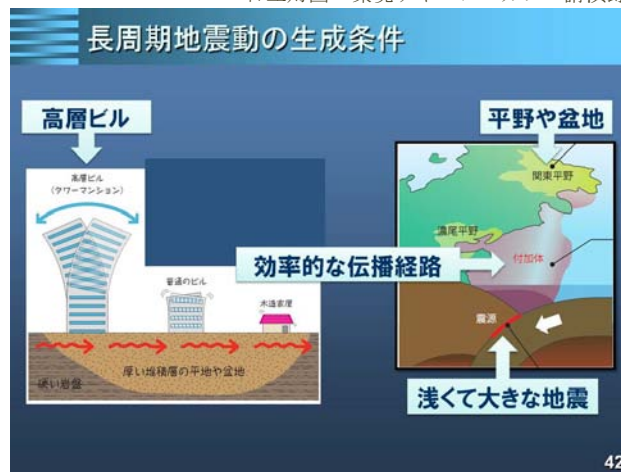 長周期地震動の生成条件
高層ビル
高層ビル
(タワーマンション)
普通のビル
木造家屋
厚い堆積層の平地や盆地
硬い岩盤
平野や盆地
関東平野
濃尾平野
効率的な伝播経路
付加体
震源
浅くて大きな地震
42